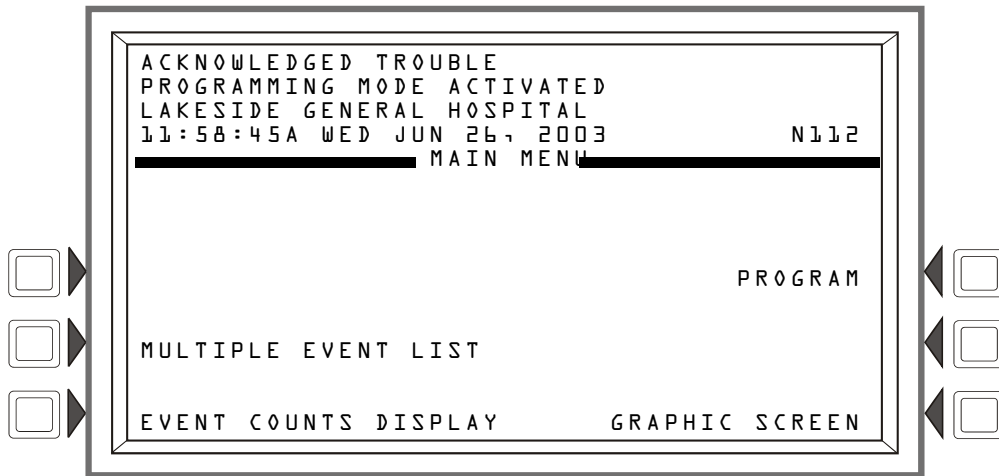 ACKNOWLEDGED TROUBLE
PROGRAMMING MODE ACTIVATED
LAKESIDE GENERAL HOSPITAL
11:58:45A WED JUN 26, 2003 N112
MAIN MENU
PROGRAM
MULTIPLE EVENT LIST
EVENT COUNTS DISPLAY GRAPHIC SCREEN